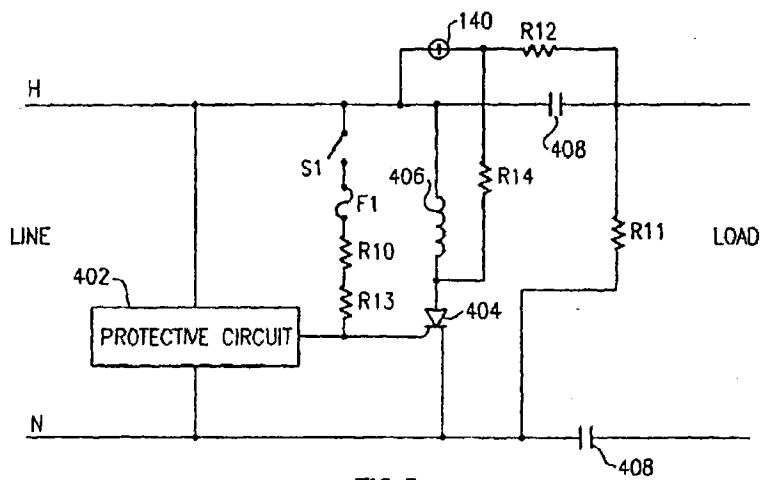 140
R12
H
408
S1
406
R14
F1
LINE
R10
R11
LOAD
402
R13
404
PROTECTIVE CIRCUIT
N
408